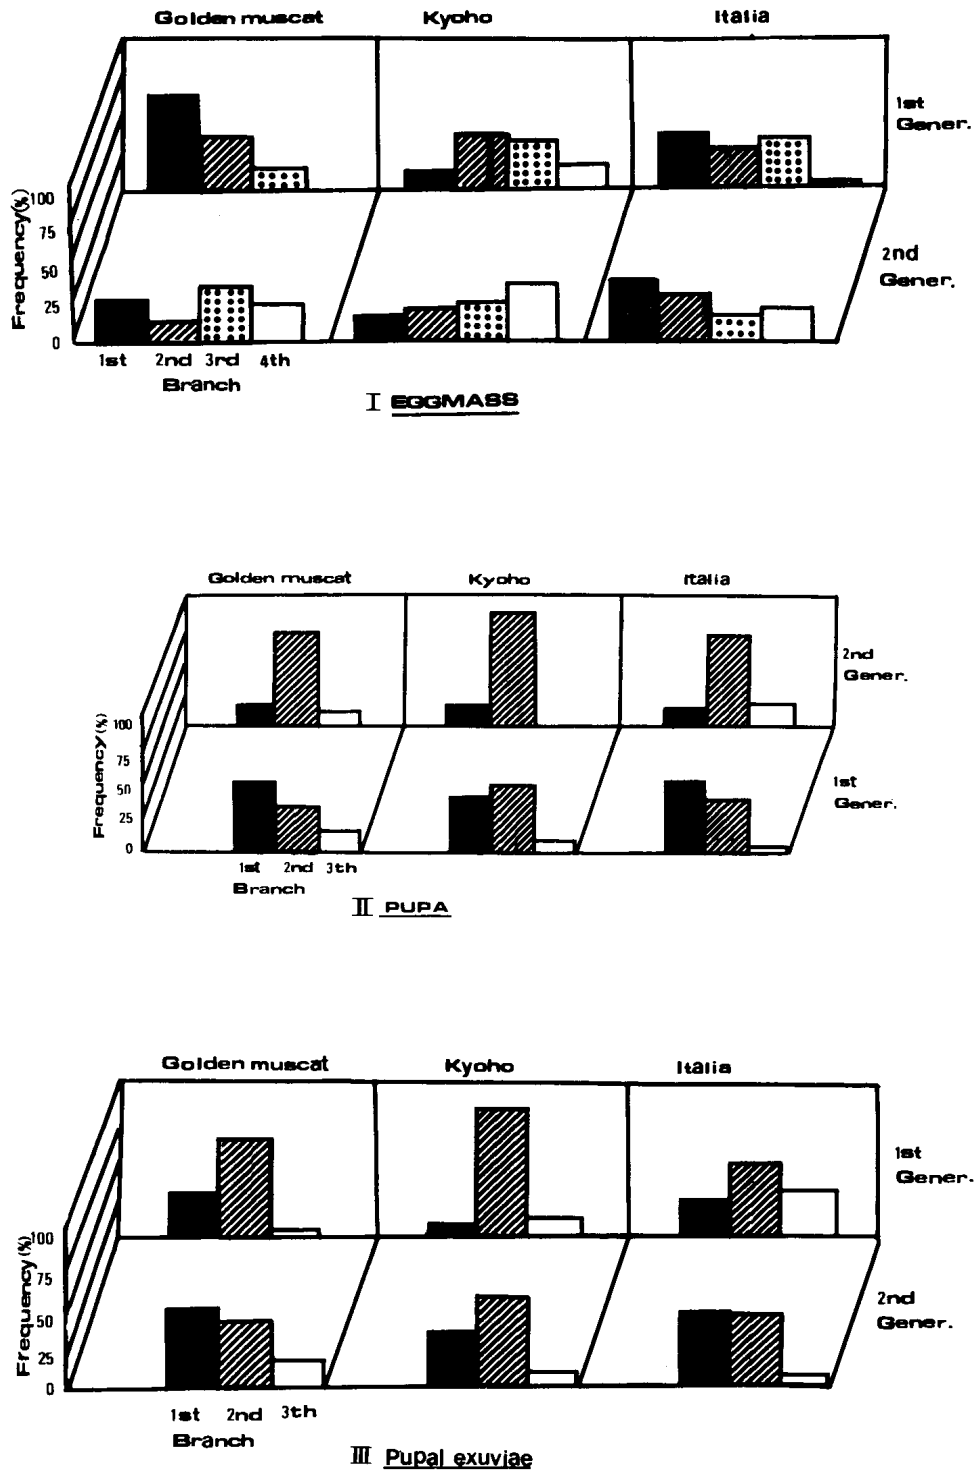 Golden muscat Kyoho Itália
1st
Gener.
2nd
Gener.
Frequency(%)
100
75
50
25
0
1st 2nd 3rd 4th
Branch
I EGGMASS
Golden muscat Kyoho Itália
2nd
Gener.
1st
Gener.
Frequency(%)
100
75
50
25
0
1st 2nd 3th
Branch
II PUPA
Golden muscat Kyoho Itália
1st
Gener.
2nd
Gener.
Frequency(%)
100
75
50
25
0
1st 2nd 3th
Branch
III Pupal exuviae